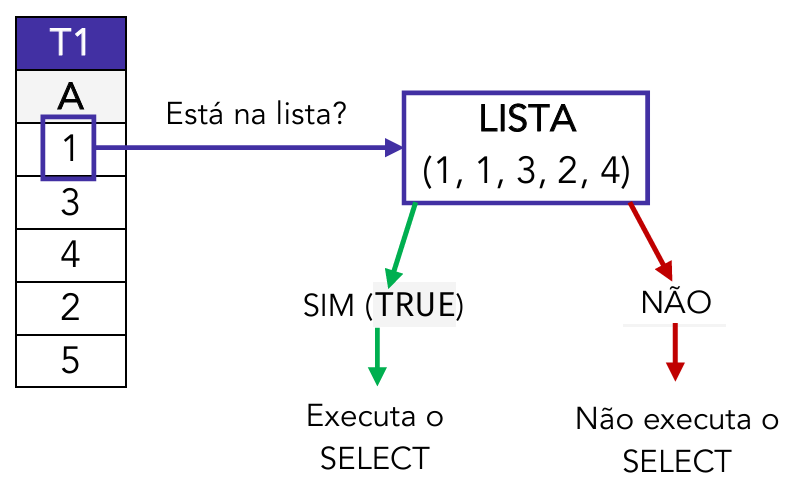 T1
A
1
3
4
2
5
Está na lista?
LISTA
(1, 1, 3, 2, 4)
SIM (TRUE)
Executa o
SELECT
NÃO
Não executa o
SELECT